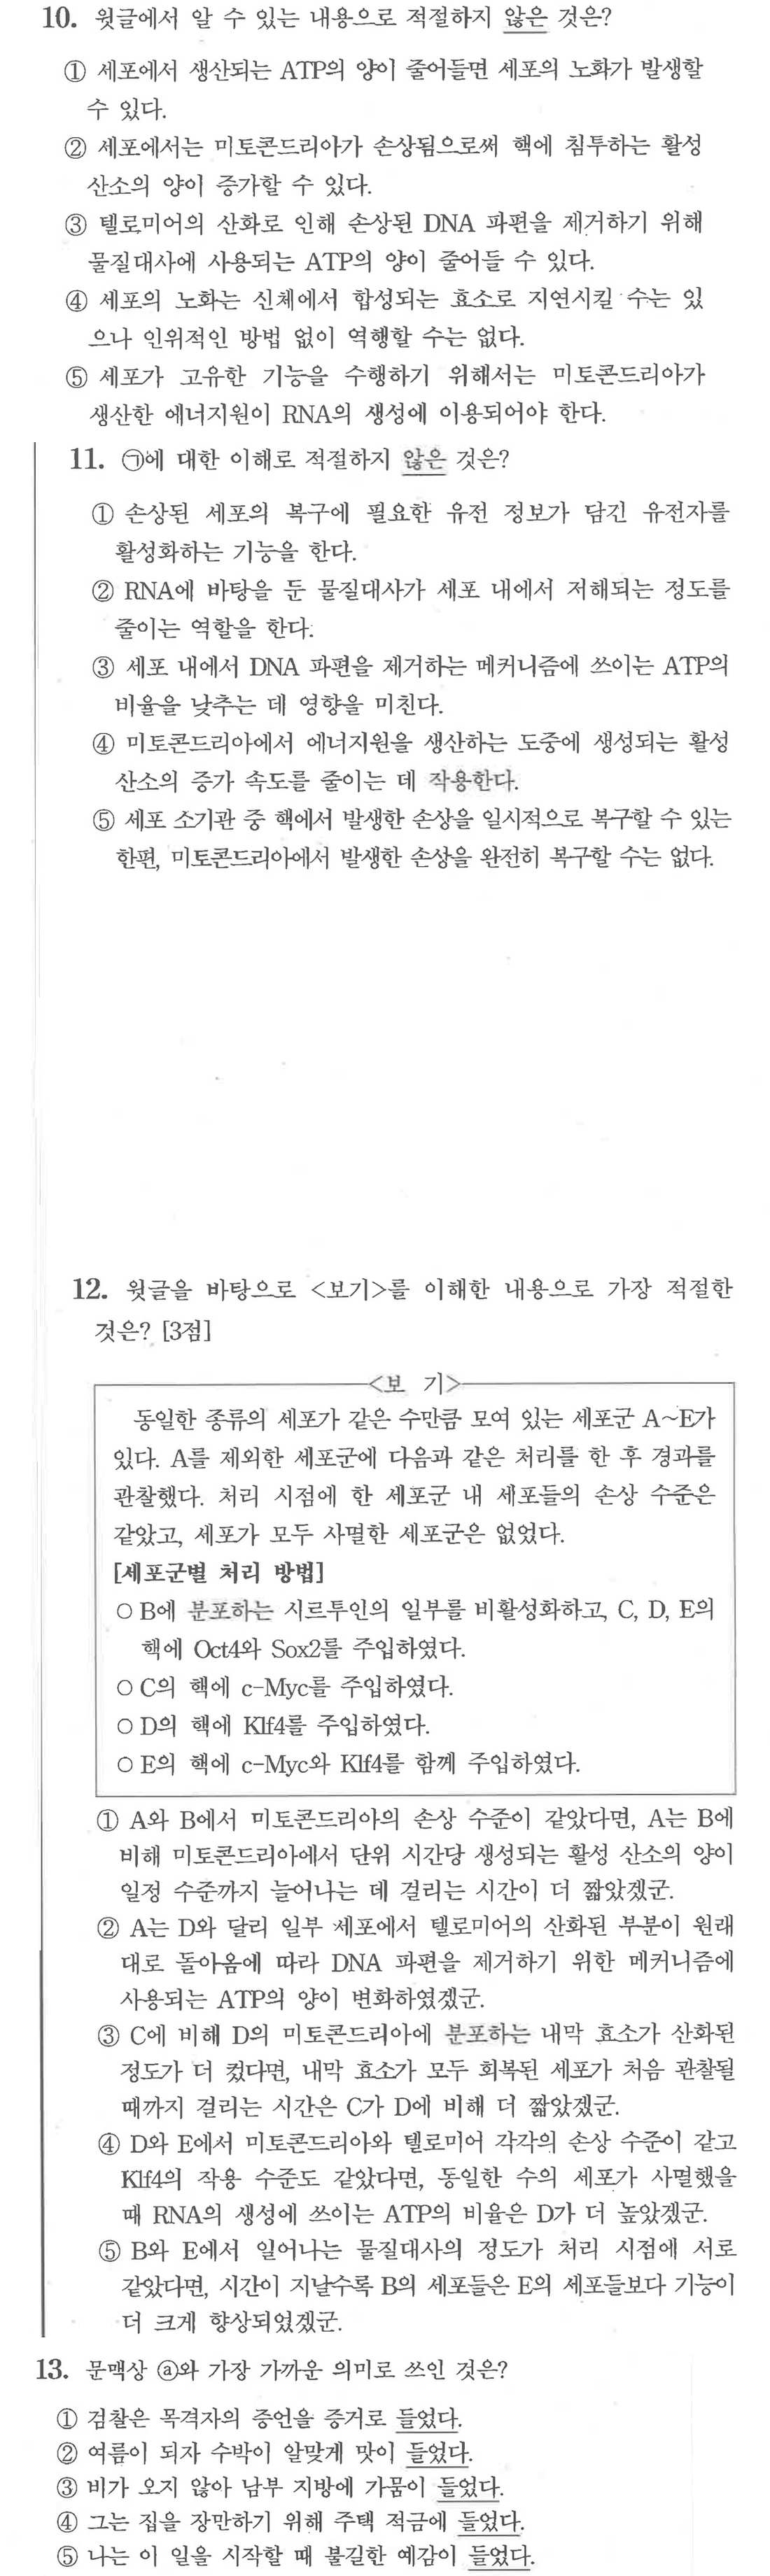 10. 윗글에서 알 수 있는 내용으로 적절하지 않은 것은?
① 세포에서 생산되는 ATP의 양이 줄어들면 세포의 노화가 발생할
수 있다.
② 세포에서는 미토콘드리아가 손상됨으로써 핵에 침투하는 활성
산소의 양이 증가할 수 있다.
③ 텔로미어의 산화로 인해 손상된 DNA 파편을 제거하기 위해
물질대사에 사용되는 ATP의 양이 줄어들 수 있다.
④ 세포의 노화는 신체에서 합성되는 효소로 지연시킬 수는 있
으나 인위적인 방법 없이 역행할 수는 없다.
⑤ 세포가 고유한 기능을 수행하기 위해서는 미토콘드리아가
생산한 에너지원이 RNA의 생성에 이용되어야 한다.
11. ㉠에 대한 이해로 적절하지 않은 것은?
① 손상된 세포의 복구에 필요한 유전 정보가 담긴 유전자를
활성화하는 기능을 한다.
② RNA에 바탕을 둔 물질대사가 세포 내에서 저해되는 정도를
줄이는 역할을 한다.
③ 세포 내에서 DNA 파편을 제거하는 메커니즘에 쓰이는 ATP의
비율을 낮추는 데 영향을 미친다.
④ 미토콘드리아에서 에너지원을 생산하는 도중에 생성되는 활성
산소의 증가 속도를 줄이는 데 작용한다.
⑤ 세포 소기관 중 핵에서 발생한 손상을 일시적으로 복구할 수 있는
한편, 미토콘드리아에서 발생한 손상을 완전히 복구할 수는 없다.
12. 윗글을 바탕으로 <보기>를 이해한 내용으로 가장 적절한
것은? [3점]
<보 기>
동일한 종류의 세포가 같은 수만큼 모여 있는 세포군 A~E가
있다. A를 제외한 세포군에 다음과 같은 처리를 한 후 경과를
관찰했다. 처리 시점에 한 세포군 내 세포들의 손상 수준은
같았고, 세포가 모두 사멸한 세포군은 없었다.
[세포군별 처리 방법]
○ B에 분포하는 시르투인의 일부를 비활성화하고, C, D, E의
핵에 Oct4와 Sox2를 주입하였다.
○ C의 핵에 c-Myc를 주입하였다.
○ D의 핵에 Klf4를 주입하였다.
○ E의 핵에 c-Myc와 Klf4를 함께 주입하였다.
① A와 B에서 미토콘드리아의 손상 수준이 같았다면, A는 B에
비해 미토콘드리아에서 단위 시간당 생성되는 활성 산소의 양이
일정 수준까지 늘어나는 데 걸리는 시간이 더 짧았겠군.
② A는 D와 달리 일부 세포에서 텔로미어의 산화된 부분이 원래
대로 돌아옴에 따라 DNA 파편을 제거하기 위한 메커니즘에
사용되는 ATP의 양이 변화하였겠군.
③ C에 비해 D의 미토콘드리아에 분포하는 내막 효소가 산화된
정도가 더 컸다면, 내막 효소가 모두 회복된 세포가 처음 관찰될
때까지 걸리는 시간은 C가 D에 비해 더 짧았겠군.
④ D와 E에서 미토콘드리아와 텔로미어 각각의 손상 수준이 같고
Klf4의 작용 수준도 같았다면, 동일한 수의 세포가 사멸했을
때 RNA의 생성에 쓰이는 ATP의 비율은 D가 더 높았겠군.
⑤ B와 E에서 일어나는 물질대사의 정도가 처리 시점에 서로
같았다면, 시간이 지날수록 B의 세포들은 E의 세포들보다 기능이
더 크게 향상되었겠군.
13. 문맥상 ⓐ와 가장 가까운 의미로 쓰인 것은?
① 검찰은 목격자의 증언을 증거로 들었다.
② 여름이 되자 수박이 알맞게 맛이 들었다.
③ 비가 오지 않아 남부 지방에 가뭄이 들었다.
④ 그는 집을 장만하기 위해 주택 적금에 들었다.
⑤ 나는 이 일을 시작할 때 불길한 예감이 들었다.